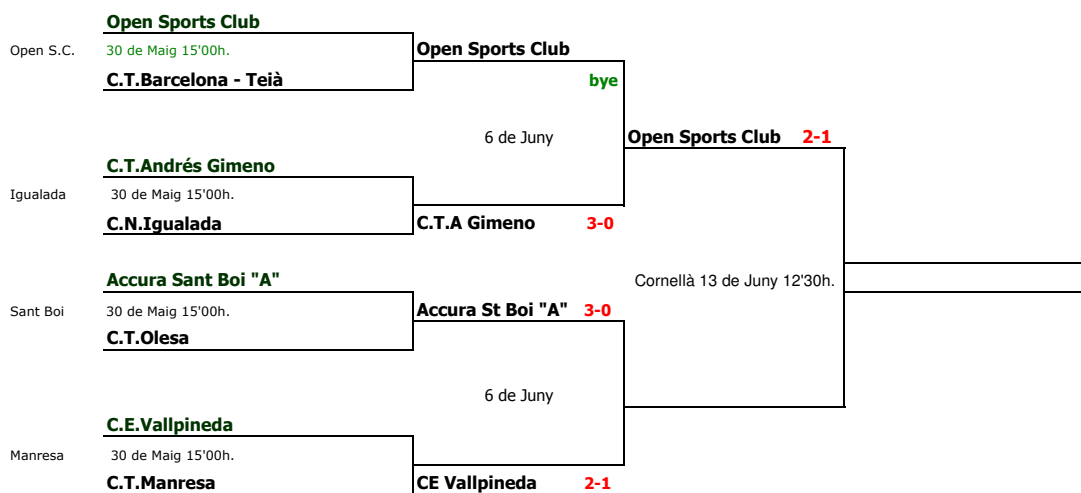 Open Sports Club
Open S.C.
30 de Maig 15'00h.
Open Sports Club
C.T.Barcelona - Teià
bye
6 de Juny
Open Sports Club 2-1
C.T.Andrés Gimeno
Igualada
30 de Maig 15'00h.
C.N.Igualada
C.T.A Gimeno 3-0
Accura Sant Boi "A"
Cornellà 13 de Juny 12'30h.
Sant Boi
30 de Maig 15'00h.
Accura St Boi "A" 3-0
C.T.Olesa
6 de Juny
C.E.Vallpineda
Manresa
30 de Maig 15'00h.
C.T.Manresa
CE Vallpineda 2-1